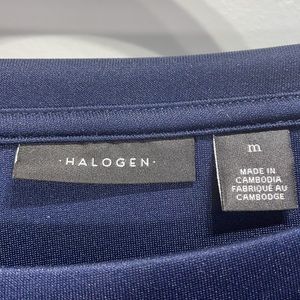 ·HALOGEN·
m
MADE IN
CAMBODIA
FABRIQUÉ AU
CAMBODGE